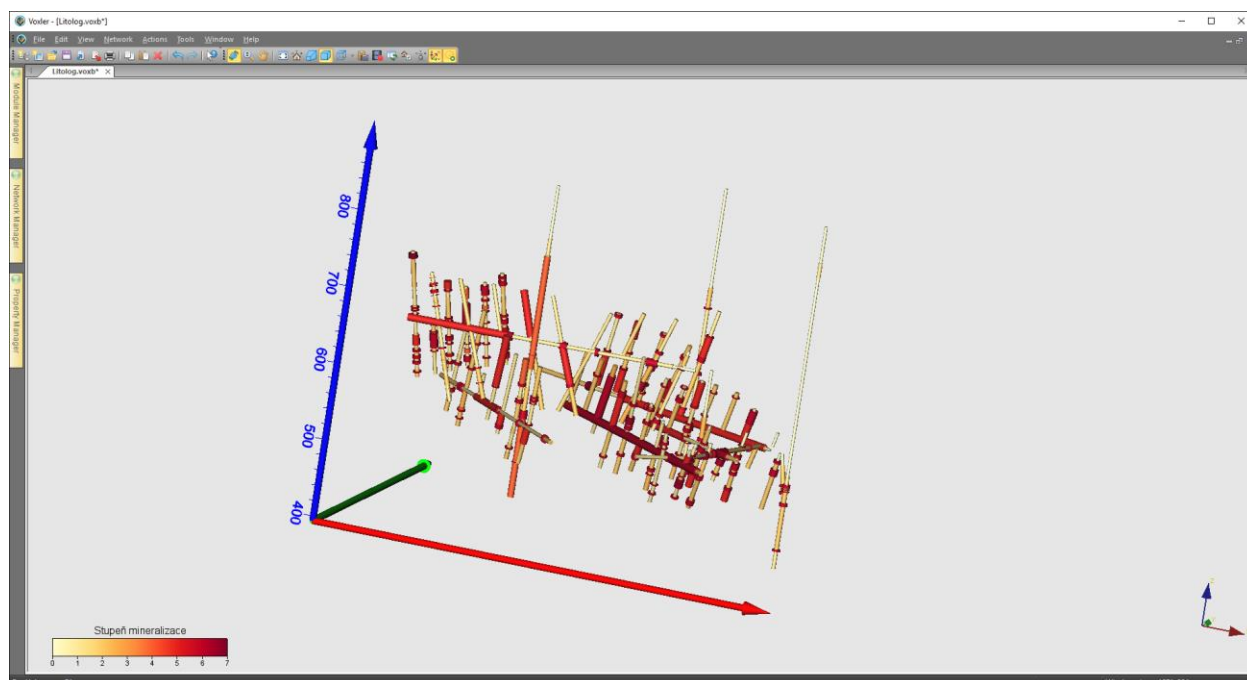 Voxler - [Litolog.voxb*]
File Edit View Network Actions Tools Window Help
Litolog.voxb*
Module Manager
Network Manager
Property Manager
800
700
600
500
400
Stupeň mineralizace
0 1 2 3 4 5 6 7